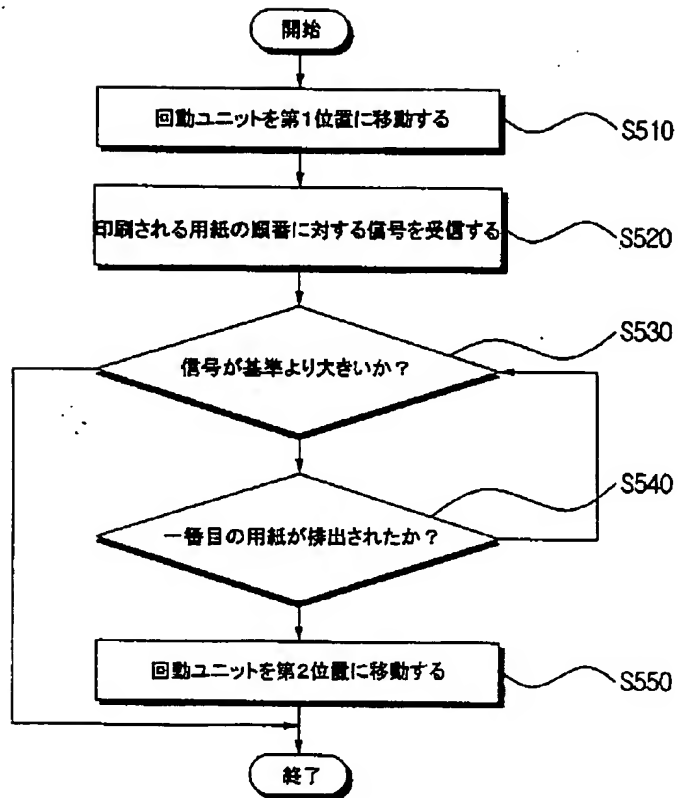 開始
回動ユニットを第1位置に移動する
S510
印刷される用紙の順番に対する信号を受信する
S520
S530
信号が基準より大きいか？
S540
一番目の用紙が排出されたか？
回動ユニットを第2位置に移動する
S550
終了